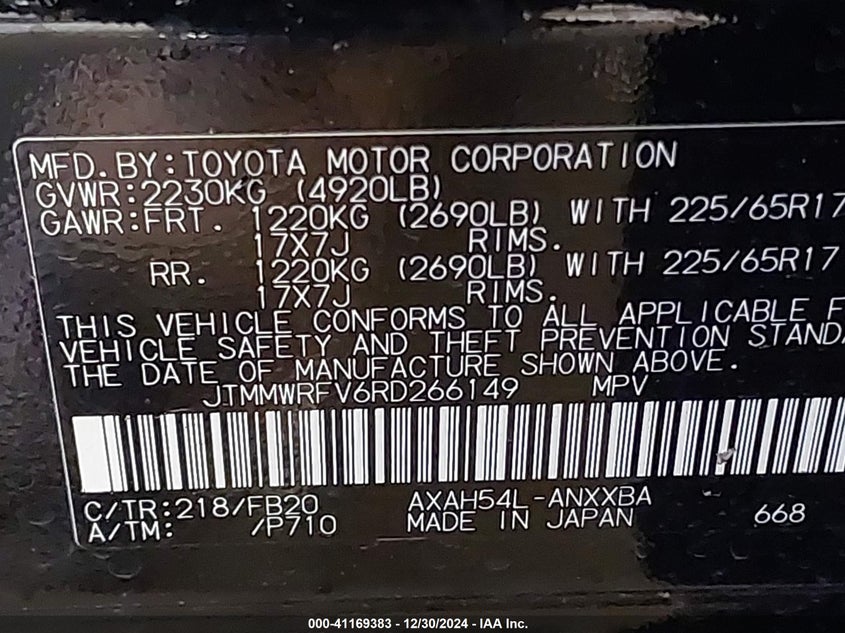 MFD.BY:TOYOTA MOTOR CORPORATION
GVWR:2230KG (4920LB)
GAWR:FRT. 1220KG (2690LB) WITH 225/65R17
17X7J RIMS.
RR. 1220KG (2690LB) WITH 225/65R17
17X7J RIMS.
THIS VEHICLE CONFORMS TO ALL APPLICABLE F
VEHICLE SAFETY AND THEFT PREVENTION STANDA
THE DATE OF MANUFACTURE SHOWN ABOVE.
JTMMWRFV6RD266149 MPV
C/TR:218/FB20 AXAH54L-ANXXBA
A/TM: /P710 MADE IN JAPAN 668
000-41169383 - 12/30/2024 - IAA Inc.